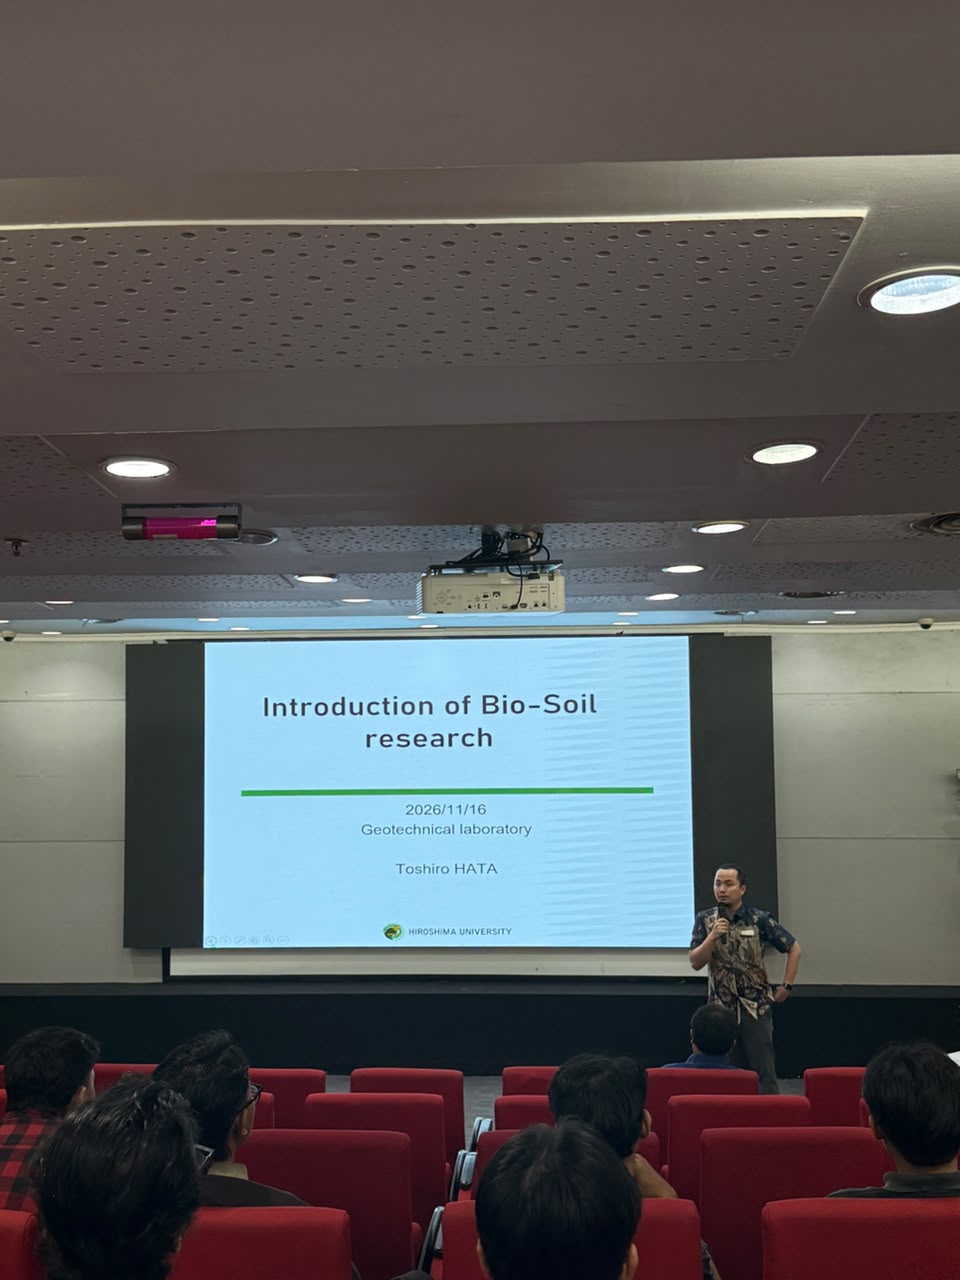 Introduction of Bio-Soil
research
2026/11/16
Geotechnical laboratory
Toshiro HATA
HIROSHIMA UNIVERSITY